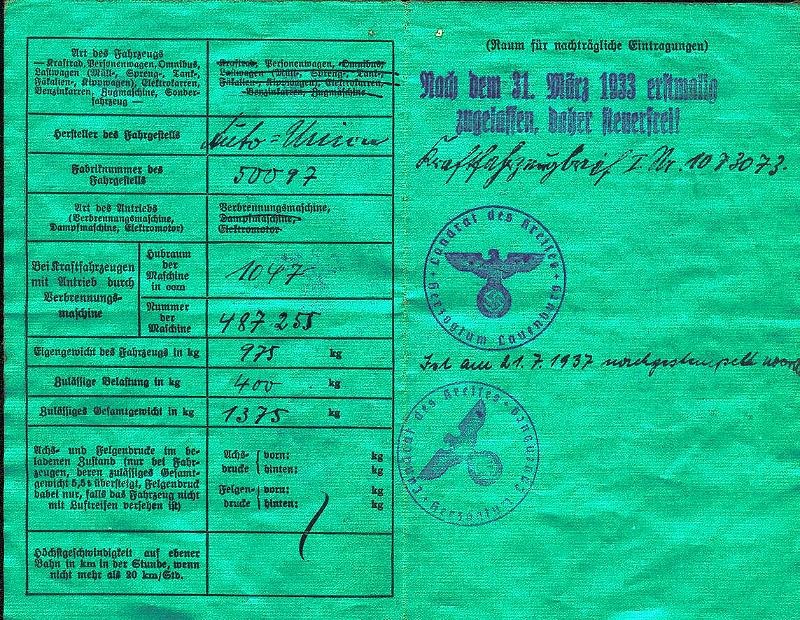 Art des Fahrzeugs
— Kraftrad, Personenwagen, Omnibus,
Lastwagen (Müll-, Spreng-, Tank-,
Fäkalien-, Kippwagen), Elektrokarren,
Benzinkarren, Zugmaschine, Sonder-
fahrzeug —
Kraftrad, Personenwagen, Omnibus,
Lastwagen (Müll-, Spreng-, Tank-,
Fäkalien-, Kippwagen), Elektrokarren,
Benzinkarren, Zugmaschine
Hersteller des Fahrgestells
Auto-Union
Fabriknummer des
Fahrgestells
50097
Art des Antriebs
(Verbrennungsmaschine,
Dampfmaschine, Elektromotor)
Verbrennungsmaschine,
Dampfmaschine,
Elektromotor
Bei Kraftfahrzeugen
mit Antrieb durch
Verbrennungs-
maschine
Hubraum
der
Maschine
in ccm
1047
Nummer
der
Maschine
487255
Eigengewicht des Fahrzeugs in kg
975 kg
Zulässige Belastung in kg
400 kg
Zulässiges Gesamtgewicht in kg
1375 kg
Achs- und Felgendrucke im be-
ladenen Zustand (nur bei Fahr-
zeugen, deren zulässiges Gesamt-
gewicht 5,5 t übersteigt, Felgendruck
dabei nur, falls das Fahrzeug nicht
mit Luftreifen versehen ist)
Achs- vorn: kg
drucke hinten: kg
Felgen- vorn: kg
drucke hinten: kg
Höchstgeschwindigkeit auf ebener
Bahn in km in der Stunde, wenn
nicht mehr als 20 km/Std.
(Raum für nachträgliche Eintragungen)
Nach dem 31. März 1933 erstmalig
zugelassen, daher steuerfrei!
Kraftfahrzeugbrief I Nr. 1073073.
Landrat des Kreises
Herzogtum Lauenburg
Ist am 21.7.1937 nachgestempelt
Landrat des Kreises
Herzogtum Lauenburg